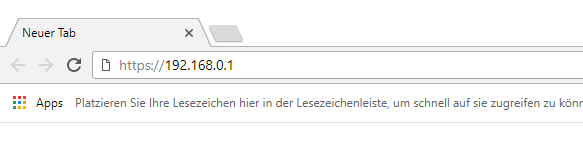 Neuer Tab
https://192.168.0.1
Apps Platzieren Sie Ihre Lesezeichen hier in der Lesezeichenleiste, um schnell auf sie zugreifen zu